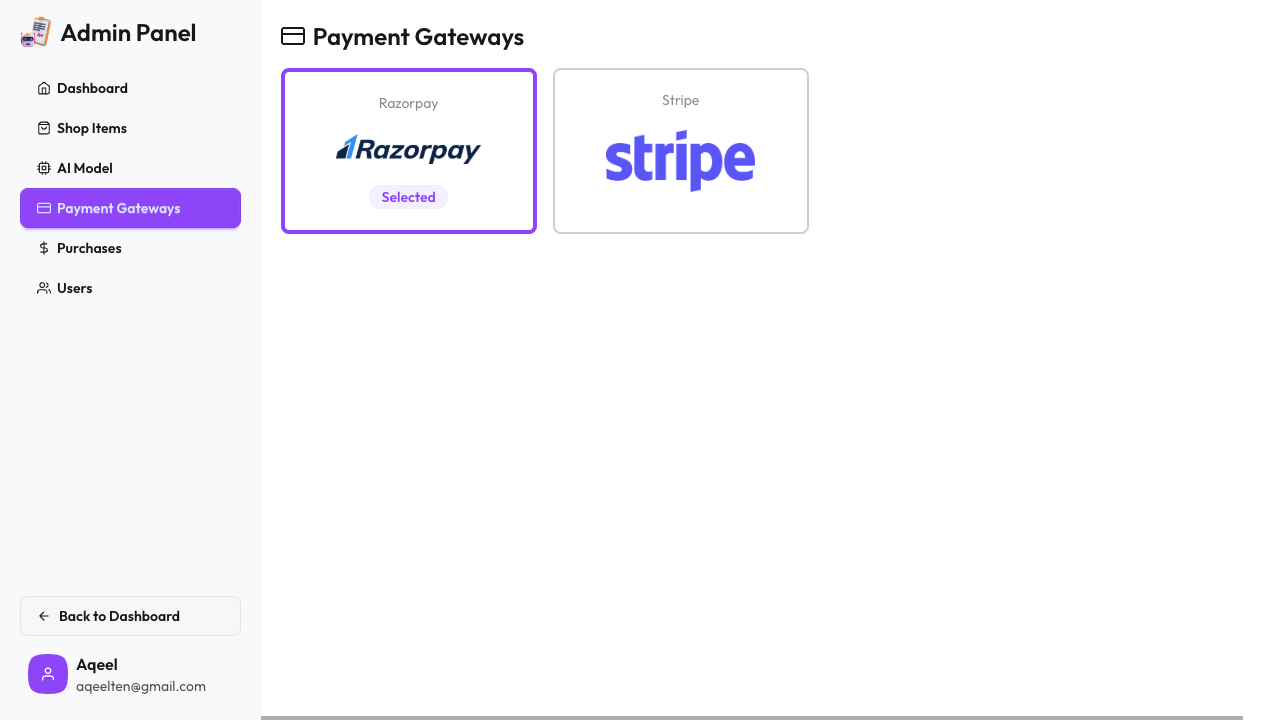 Admin Panel
Dashboard
Shop Items
AI Model
Payment Gateways
Purchases
Users
Back to Dashboard
Aqeel
aqeelten@gmail.com
Payment Gateways
Razorpay
Razorpay
Selected
Stripe
stripe